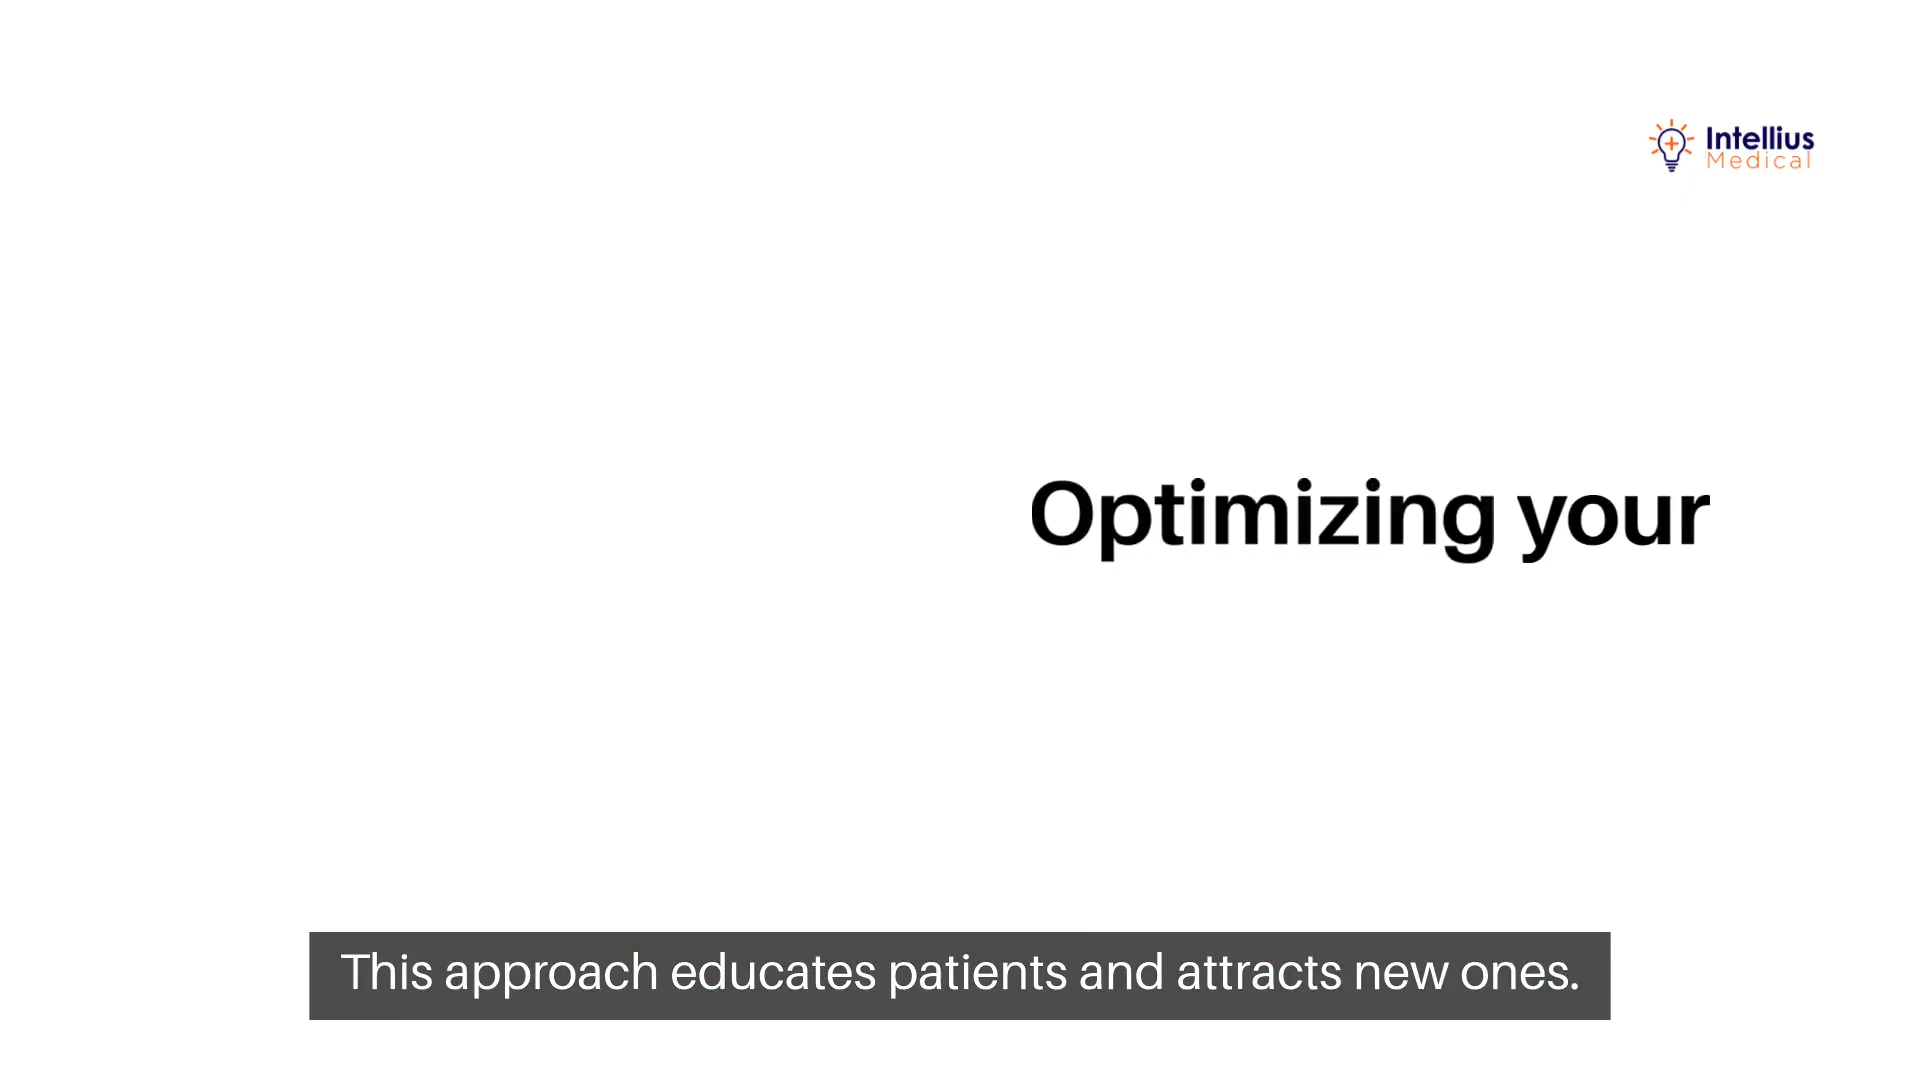 Intellius
Medical
Optimizing your
This approach educates patients and attracts new ones.